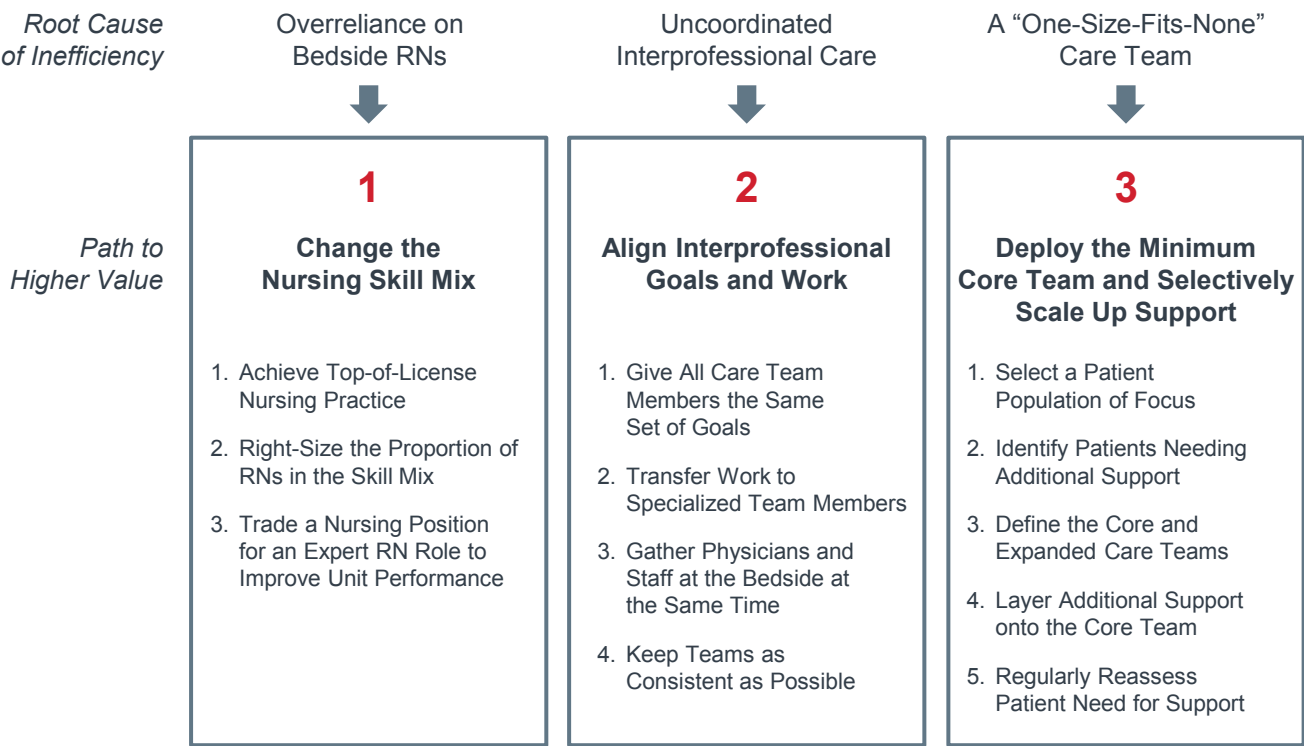 Root Cause
of Inefficiency
Overreliance on
Bedside RNs
Uncoordinated
Interprofessional Care
A “One-Size-Fits-None”
Care Team
Path to
Higher Value
1
Change the
Nursing Skill Mix
1. Achieve Top-of-License
Nursing Practice
2. Right-Size the Proportion of
RNs in the Skill Mix
3. Trade a Nursing Position
for an Expert RN Role to
Improve Unit Performance
2
Align Interprofessional
Goals and Work
1. Give All Care Team
Members the Same
Set of Goals
2. Transfer Work to
Specialized Team Members
3. Gather Physicians and
Staff at the Bedside at
the Same Time
4. Keep Teams as
Consistent as Possible
3
Deploy the Minimum
Core Team and Selectively
Scale Up Support
1. Select a Patient
Population of Focus
2. Identify Patients Needing
Additional Support
3. Define the Core and
Expanded Care Teams
4. Layer Additional Support
onto the Core Team
5. Regularly Reassess
Patient Need for Support